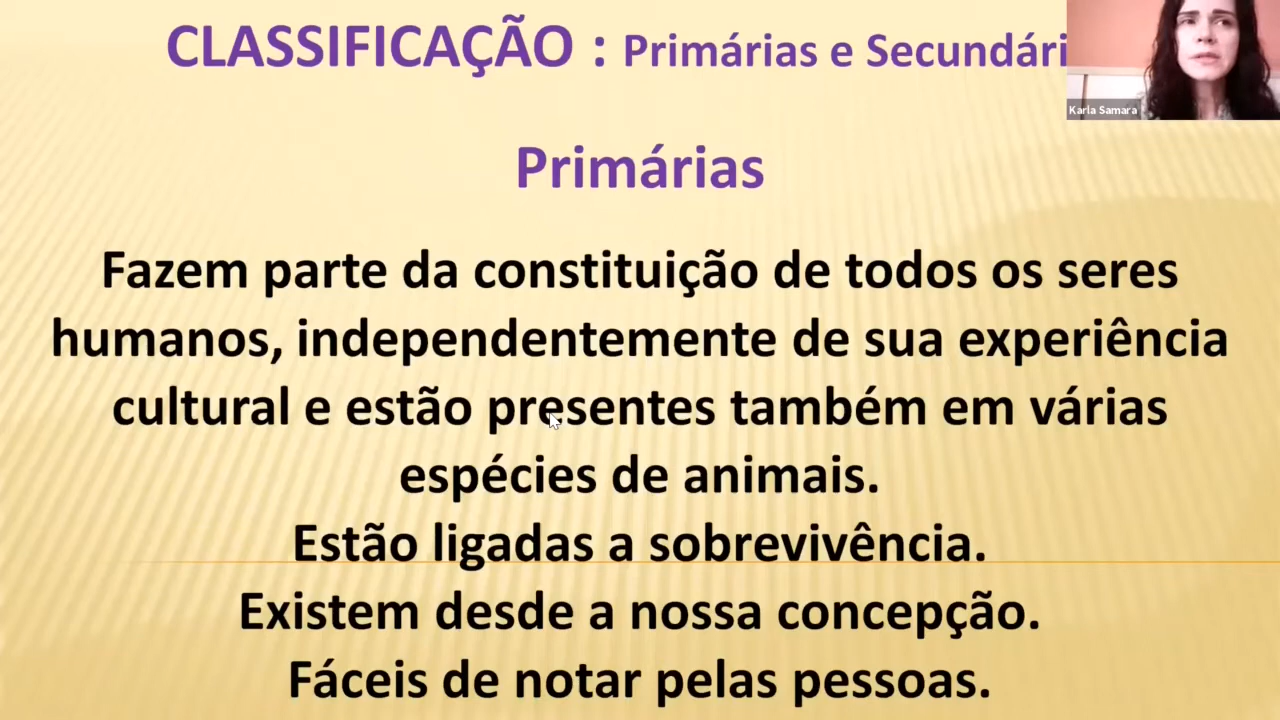 CLASSIFICAÇÃO : Primárias e Secundári
Karla Samara
Primárias
Fazem parte da constituição de todos os seres
humanos, independentemente de sua experiência
cultural e estão presentes também em várias
espécies de animais.
Estão ligadas a sobrevivência.
Existem desde a nossa concepção.
Fáceis de notar pelas pessoas.